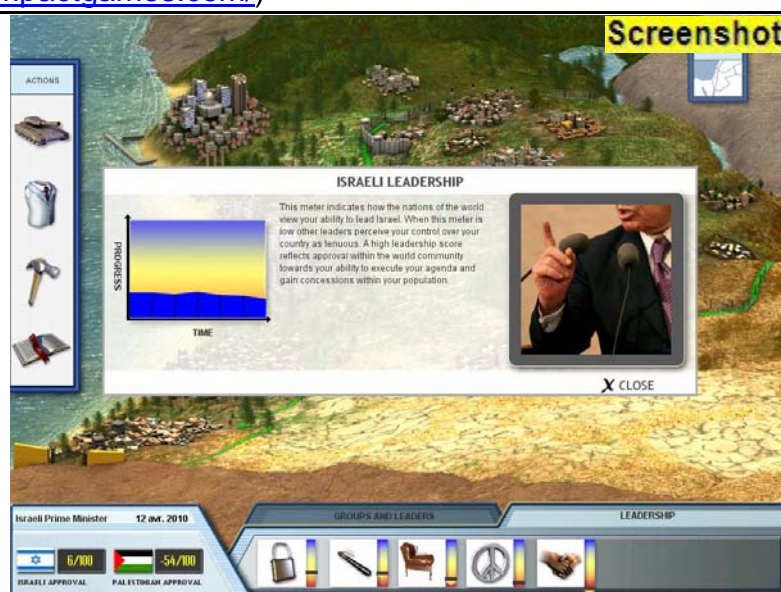 npactgames.com/)
Screenshot
ACTIONS
ISRAELI LEADERSHIP
This meter indicates how the nations of the world
view your ability to lead Israel. When this meter is
low other leaders perceive your control over your
country as tenuous. A high leadership score
reflects approval within the world community
towards your ability to execute your agenda and
gain concessions within your population.
PROGRESS
TIME
X CLOSE
Israeli Prime Minister 12 avr. 2010
GROUPS AND LEADERS
LEADERSHIP
6/100
-54/100
ISRAELI APPROVAL
PALESTINIAN APPROVAL